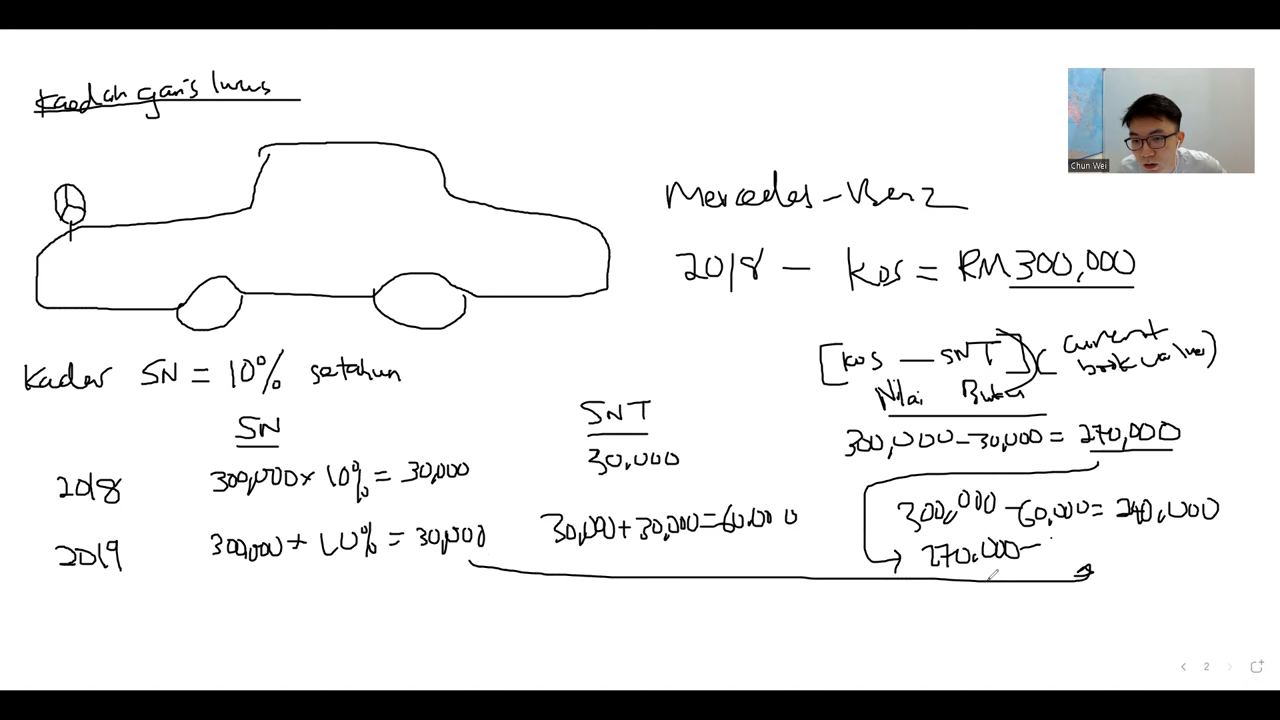 Kaedah garis lurus
Chun Wei
Mercedes-Benz
2018 - Kos = RM300,000
Kadar SN = 10% setahun
[Kos - SNT] (current book value)
Nilai Buku
SN
SNT
2018 300,000 × 10% = 30,000
30,000
300,000 - 30,000 = 270,000
2019 300,000 × 10% = 30,000
30,000 + 30,000 = 60,000
300,000 - 60,000 = 240,000
270,000 -
2